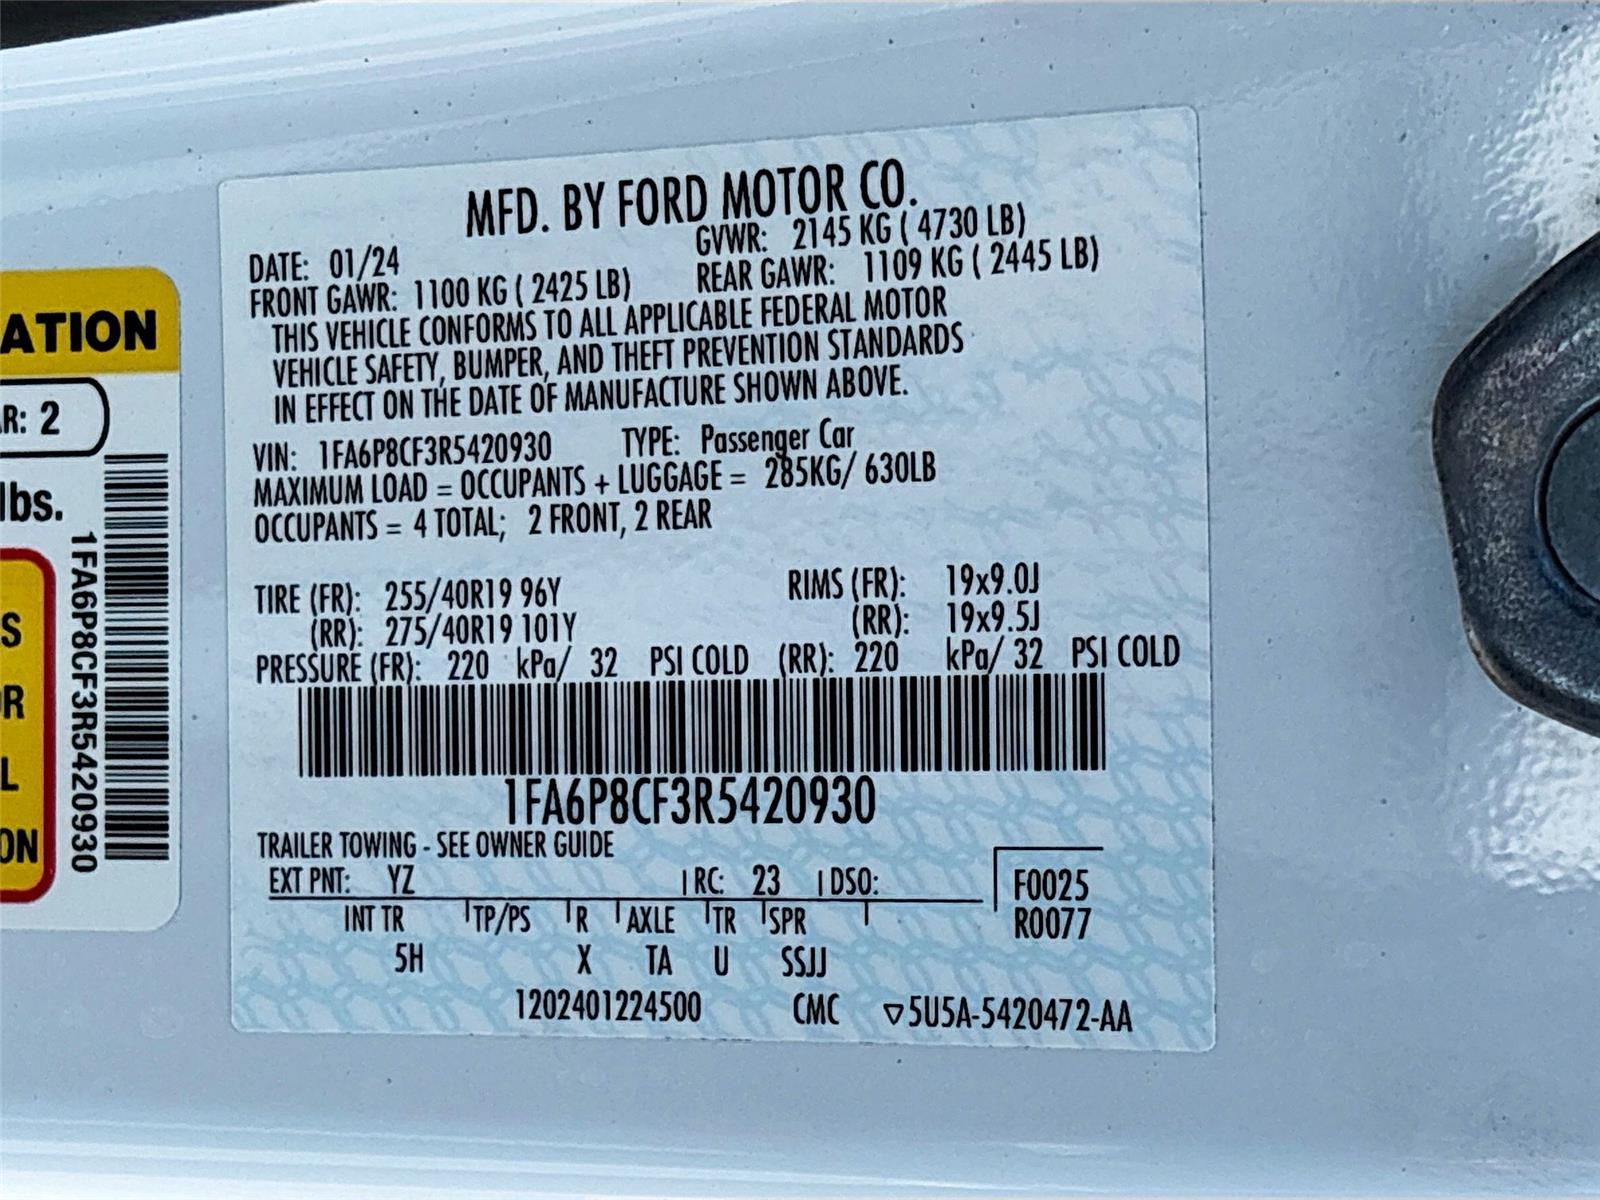 MFD. BY FORD MOTOR CO.
DATE: 01/24 GVWR: 2145 KG ( 4730 LB)
FRONT GAWR: 1100 KG ( 2425 LB) REAR GAWR: 1109 KG ( 2445 LB)
THIS VEHICLE CONFORMS TO ALL APPLICABLE FEDERAL MOTOR
VEHICLE SAFETY, BUMPER, AND THEFT PREVENTION STANDARDS
IN EFFECT ON THE DATE OF MANUFACTURE SHOWN ABOVE.
VIN: 1FA6P8CF3R5420930 TYPE: Passenger Car
MAXIMUM LOAD = OCCUPANTS + LUGGAGE = 285KG/ 630LB
OCCUPANTS = 4 TOTAL; 2 FRONT, 2 REAR
TIRE (FR): 255/40R19 96Y RIMS (FR): 19x9.0J
(RR): 275/40R19 101Y (RR): 19x9.5J
PRESSURE (FR): 220 kPa/ 32 PSI COLD (RR): 220 kPa/ 32 PSI COLD
1FA6P8CF3R5420930
TRAILER TOWING - SEE OWNER GUIDE
EXT PNT: YZ RC: 23 DSO: F0025
INT TR TP/PS R AXLE TR SPR R0077
5H X TA U SSJJ
1202401224500 CMC ▽5U5A-5420472-AA
ATION
R: 2
lbs.
1FA6P8CF3R5420930
S
R
L
ON